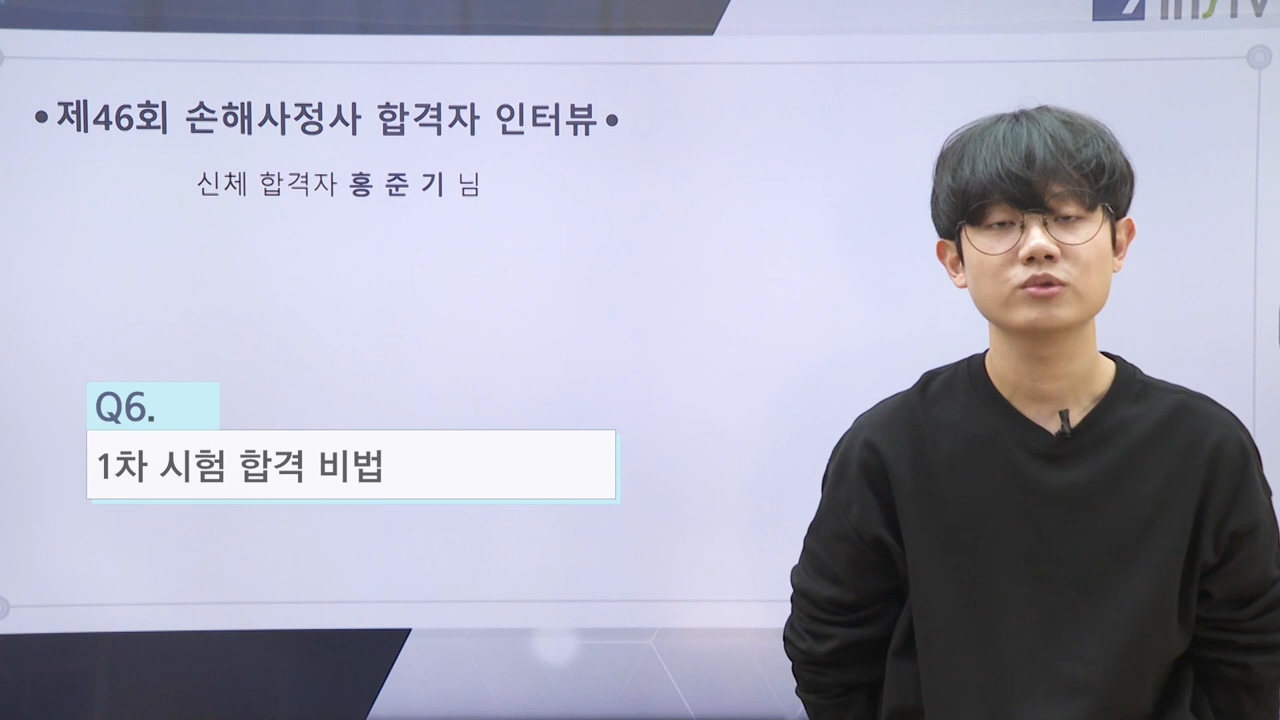 •제46회 손해사정사 합격자 인터뷰•
신체 합격자 홍 준 기 님
Q6.
1차 시험 합격 비법